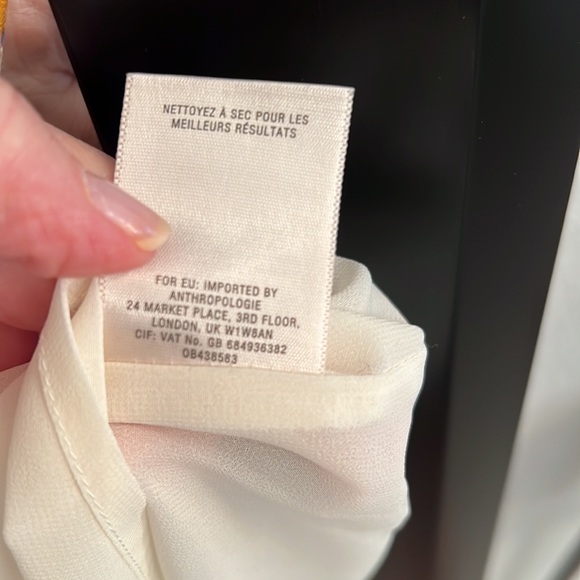 NETTOYEZ À SEC POUR LES
MEILLEURS RÉSULTATS
FOR EU: IMPORTED BY
ANTHROPOLOGIE
24 MARKET PLACE, 3RD FLOOR,
LONDON, UK W1W8AN
CIF: VAT No. GB 684936382
OB438563